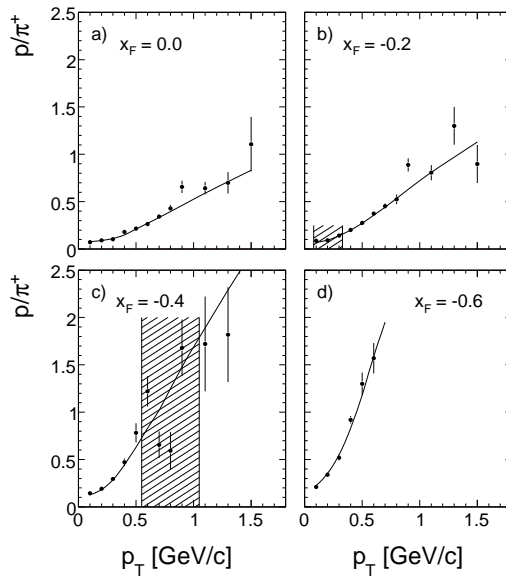 a) x_F = 0.0
b) x_F = -0.2
p/π⁺
2.5
2
1.5
1
0.5
0
c) x_F = -0.4
d) x_F = -0.6
p/π⁺
2.5
2
1.5
1
0.5
0
0 0.5 1 1.5
0 0.5 1 1.5
p_T [GeV/c]
p_T [GeV/c]